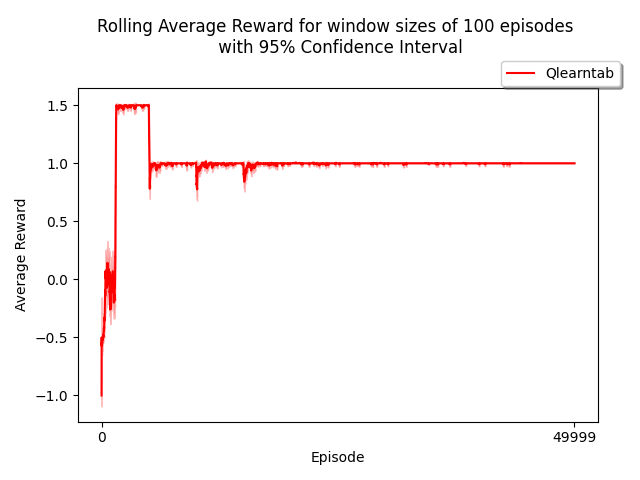 Rolling Average Reward for window sizes of 100 episodes
with 95% Confidence Interval
Qlearntab
1.5
1.0
0.5
0.0
−0.5
−1.0
Average Reward
0
49999
Episode